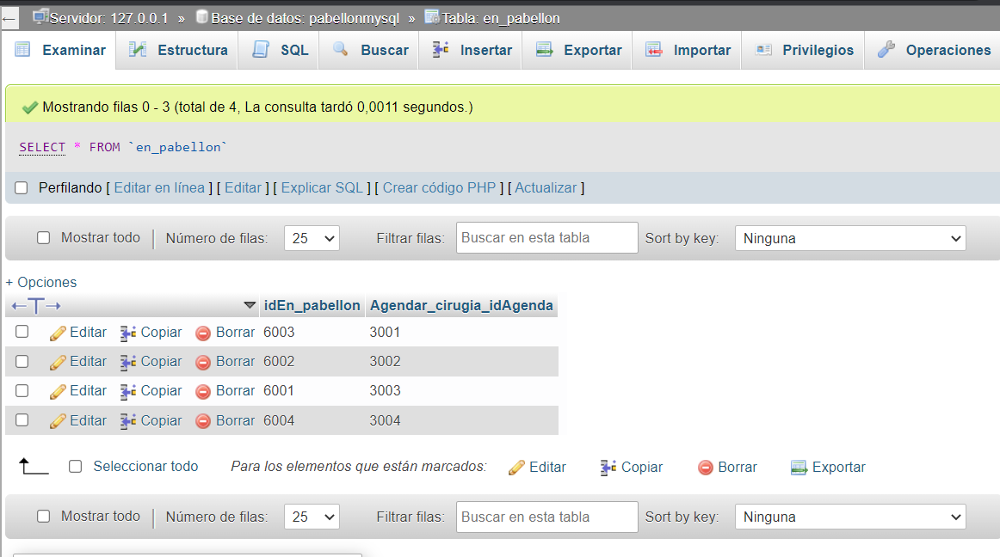 Servidor: 127.0.0.1 » Base de datos: pabellonmysql » Tabla: en_pabellon
Examinar Estructura SQL Buscar Insertar Exportar Importar Privilegios Operaciones
Mostrando filas 0 - 3 (total de 4, La consulta tardó 0,0011 segundos.)
SELECT * FROM `en_pabellon`
Perfilando [ Editar en línea ] [ Editar ] [ Explicar SQL ] [ Crear código PHP ] [ Actualizar ]
Mostrar todo | Número de filas: 25 Filtrar filas: Buscar en esta tabla Sort by key: Ninguna
+ Opciones
←T→ idEn_pabellon Agendar_cirugia_idAgenda
Editar Copiar Borrar 6003 3001
Editar Copiar Borrar 6002 3002
Editar Copiar Borrar 6001 3003
Editar Copiar Borrar 6004 3004
Seleccionar todo Para los elementos que están marcados: Editar Copiar Borrar Exportar
Mostrar todo | Número de filas: 25 Filtrar filas: Buscar en esta tabla Sort by key: Ninguna